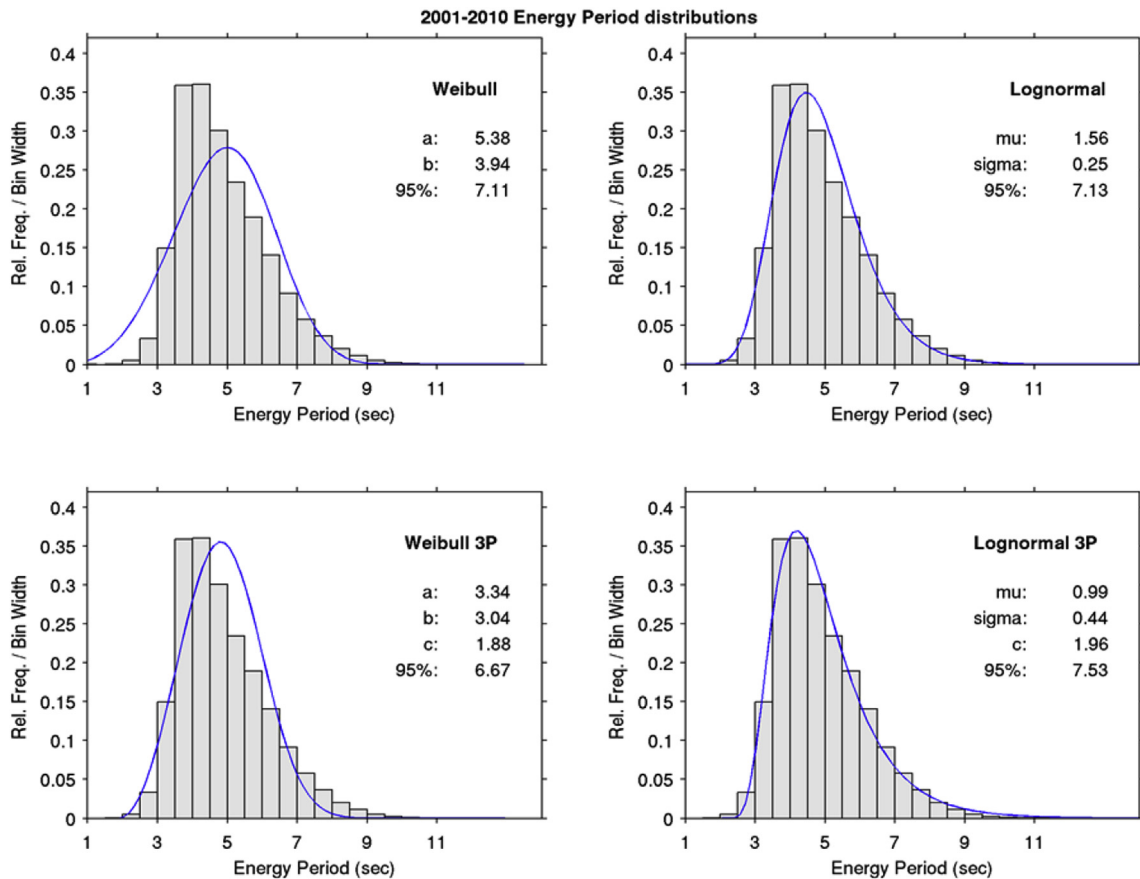 2001-2010 Energy Period distributions
Rel. Freq. / Bin Width
0.4
0.35
0.3
0.25
0.2
0.15
0.1
0.05
0
Weibull
a: 5.38
b: 3.94
95%: 7.11
1 3 5 7 9 11
Energy Period (sec)
Rel. Freq. / Bin Width
0.4
0.35
0.3
0.25
0.2
0.15
0.1
0.05
0
Lognormal
mu: 1.56
sigma: 0.25
95%: 7.13
1 3 5 7 9 11
Energy Period (sec)
Rel. Freq. / Bin Width
0.4
0.35
0.3
0.25
0.2
0.15
0.1
0.05
0
Weibull 3P
a: 3.34
b: 3.04
c: 1.88
95%: 6.67
1 3 5 7 9 11
Energy Period (sec)
Rel. Freq. / Bin Width
0.4
0.35
0.3
0.25
0.2
0.15
0.1
0.05
0
Lognormal 3P
mu: 0.99
sigma: 0.44
c: 1.96
95%: 7.53
1 3 5 7 9 11
Energy Period (sec)